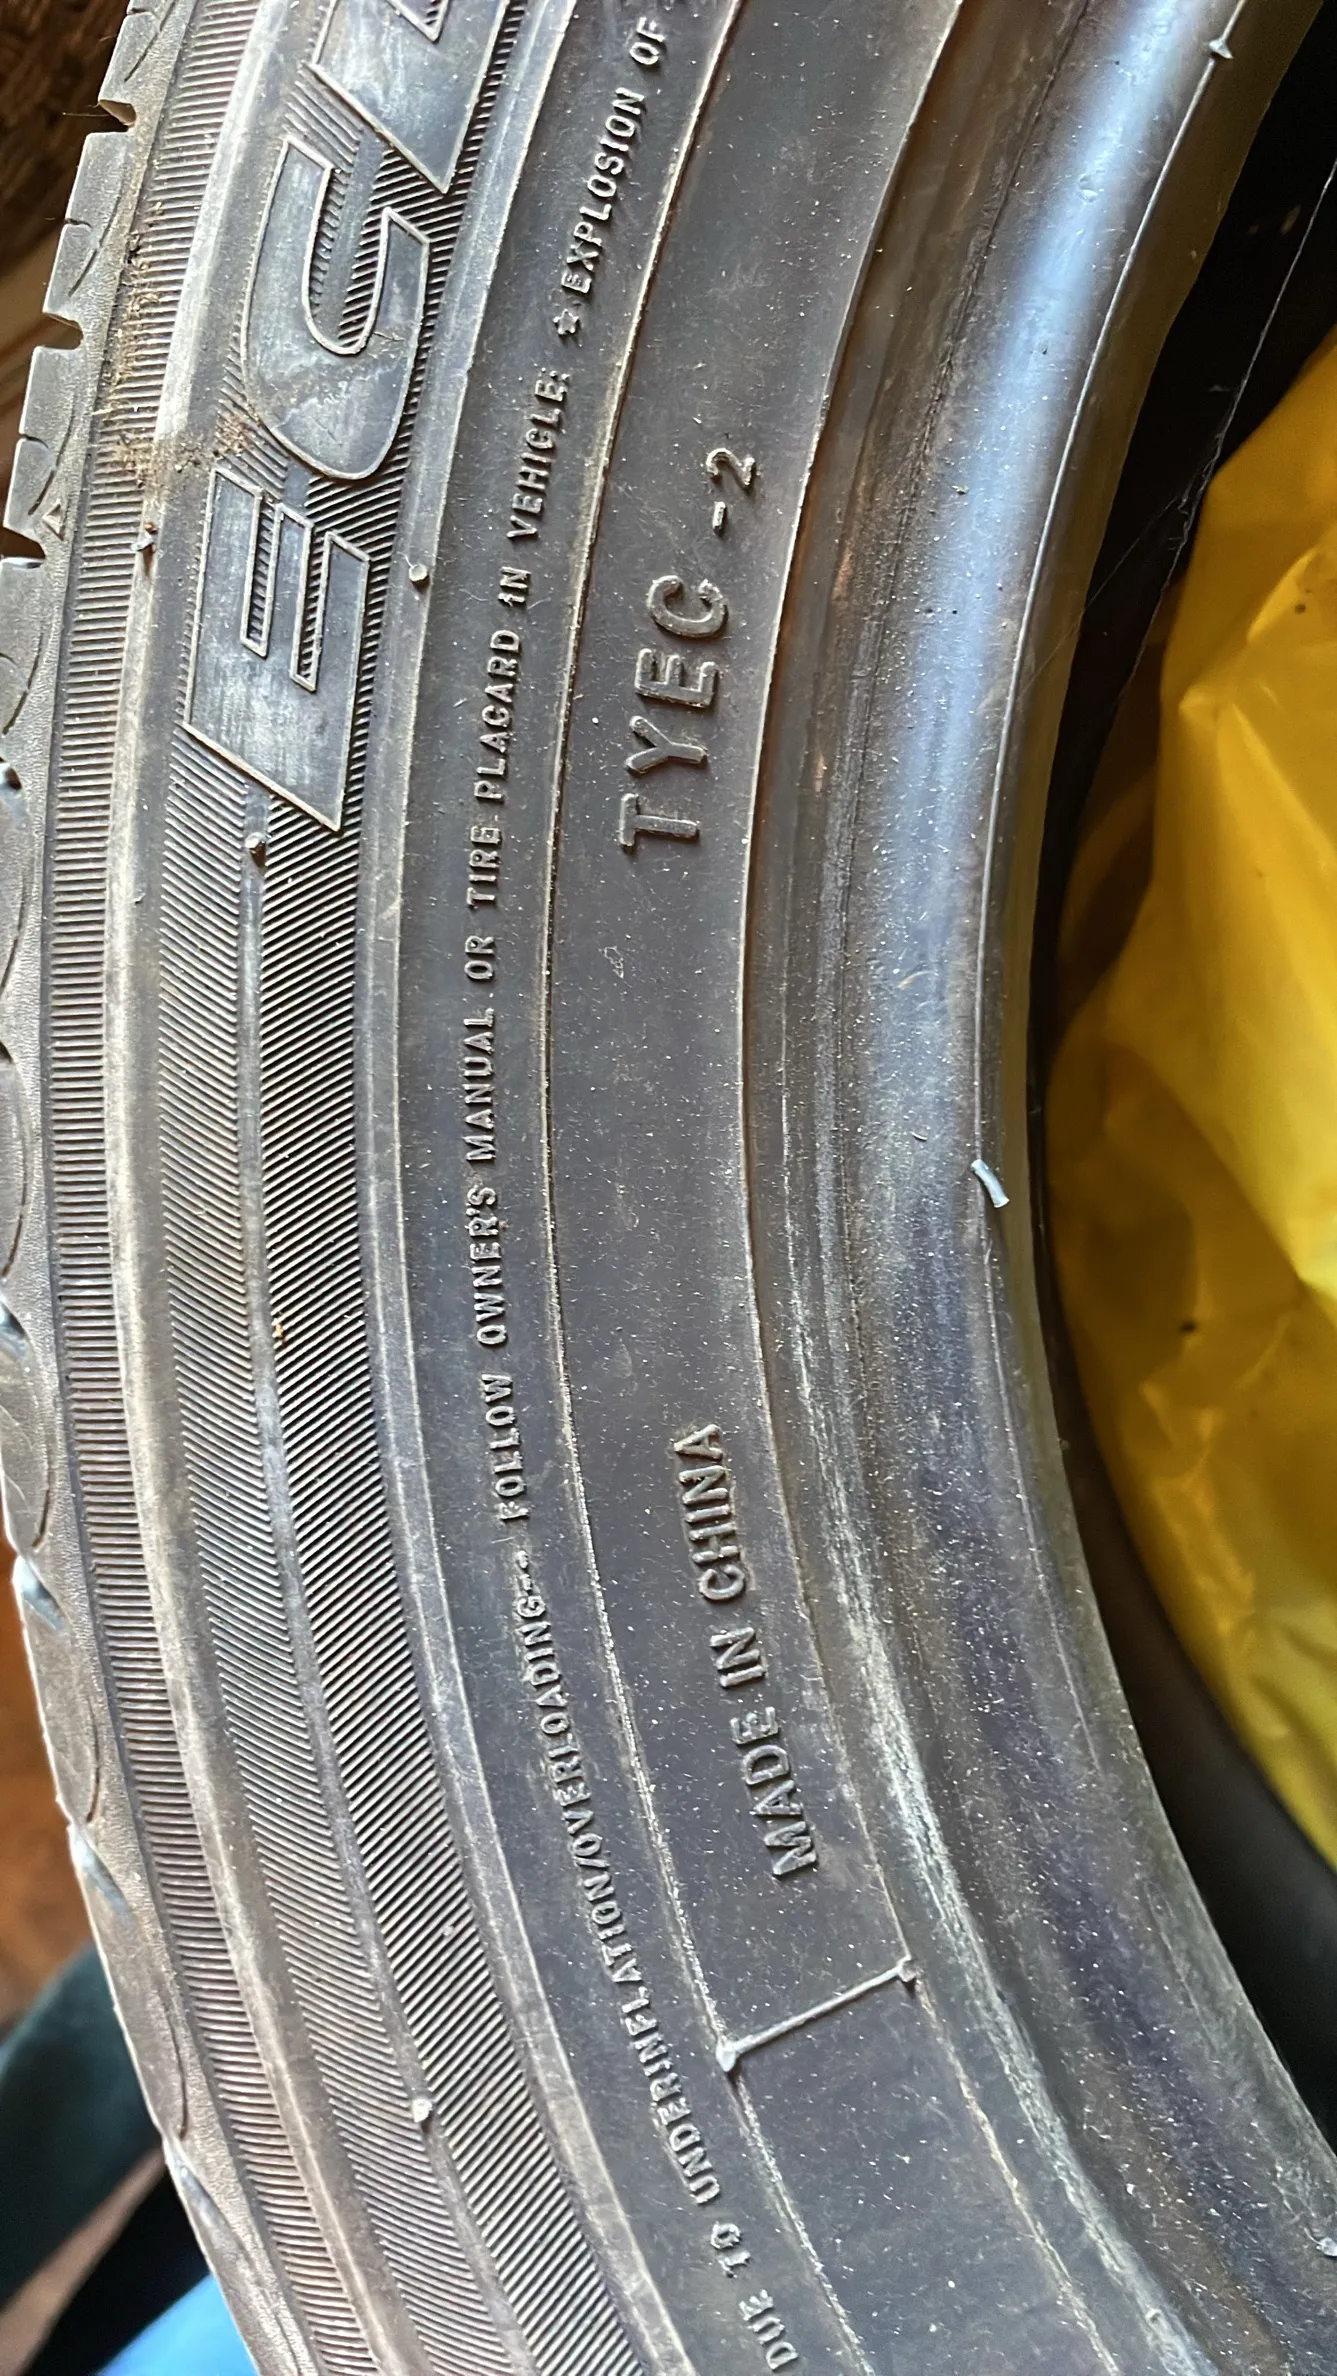 DUE TO UNDERINFLATION/OVERLOADING-- FOLLOW OWNER'S MANUAL OR TIRE PLACARD IN VEHICLE. ☆ EXPLOSION OF
MADE IN CHINA
TYEC -2